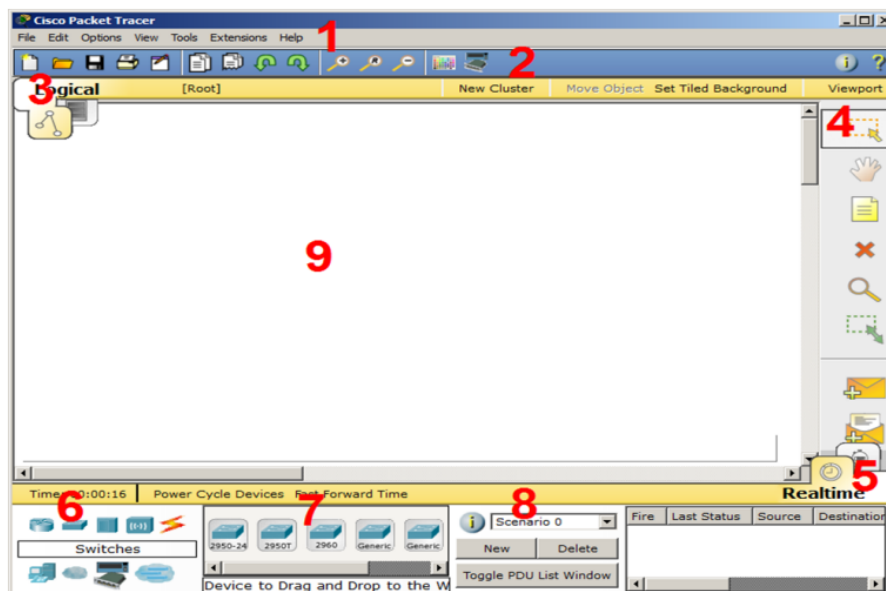 Cisco Packet Tracer
File Edit Options View Tools Extensions Help
1
2
3
Logical [Root] New Cluster Move Object Set Tiled Background Viewport
4
9
5
Time: 0:00:16 Power Cycle Devices Fast Forward Time Realtime
6
7
8
Switches
2950-24 2950T 2960 Generic Generic
Device to Drag and Drop to the W
Scenario 0
New Delete
Toggle PDU List Window
Fire Last Status Source Destination